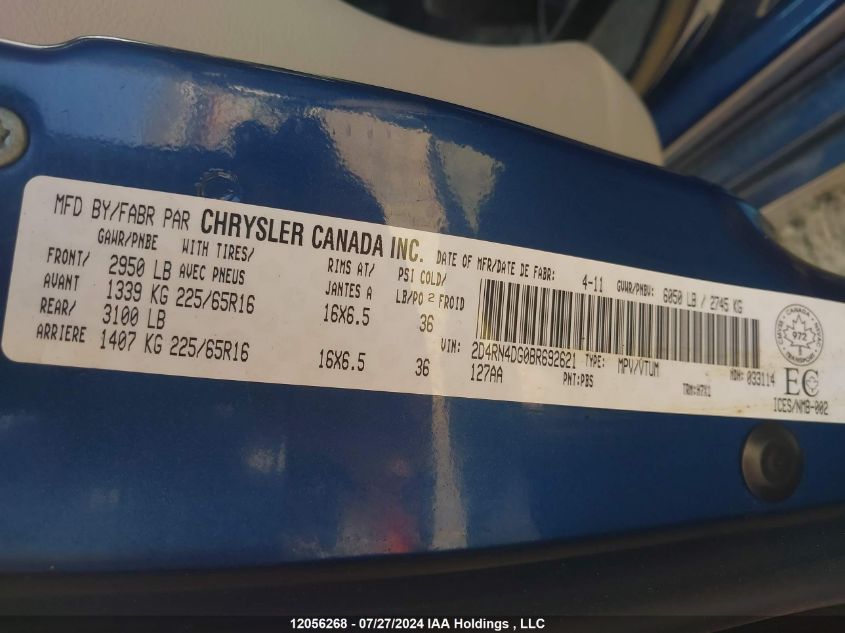 MFD BY/FABR PAR CHRYSLER CANADA INC. DATE OF MFR/DATE DE FABR: 4-11 GVWR/PNBV: 6050 LB / 2745 KG
GAWR/PNBE WITH TIRES/ RIMS AT/ PSI COLD/
FRONT/ 2950 LB AVEC PNEUS JANTES A LB/PO 2 FROID
AVANT 1339 KG 225/65R16 16X6.5 36
REAR/ 3100 LB
ARRIERE 1407 KG 225/65R16 16X6.5 36
VIN: 2D4RN4DG0BR692621 TYPE: MPV/VTUM MDH: 033114
127AA PNT:PBS TRM:H7X1
CANADA
972
TRANSPORT
EC
ICES/NMB-002
12056268 - 07/27/2024 IAA Holdings , LLC